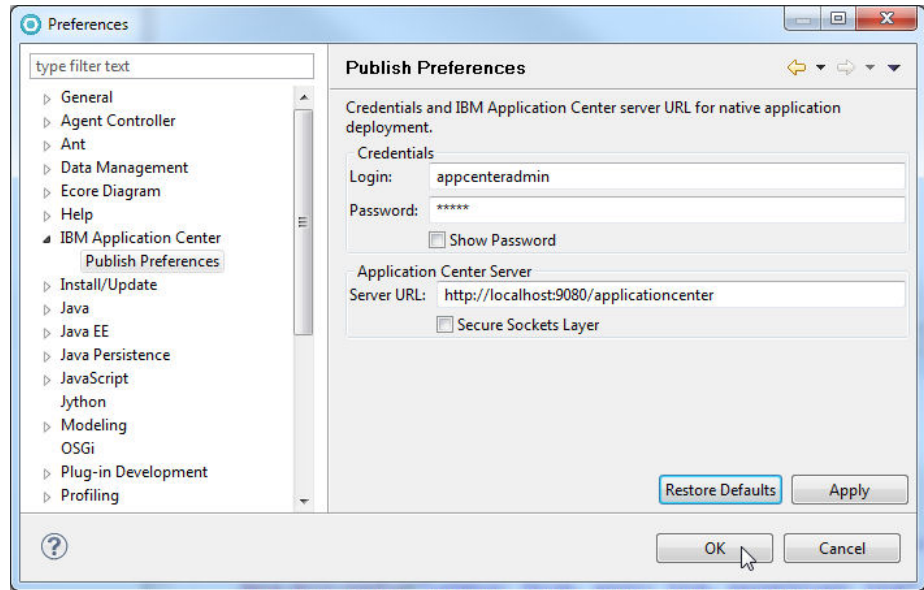 Preferences
type filter text
General
Agent Controller
Ant
Data Management
Ecore Diagram
Help
IBM Application Center
Publish Preferences
Install/Update
Java
Java EE
Java Persistence
JavaScript
Jython
Modeling
OSGi
Plug-in Development
Profiling
Publish Preferences
Credentials and IBM Application Center server URL for native application
deployment.
Credentials
Login: appcenteradmin
Password: *****
Show Password
Application Center Server
Server URL: http://localhost:9080/applicationcenter
Secure Sockets Layer
Restore Defaults Apply
? OK Cancel